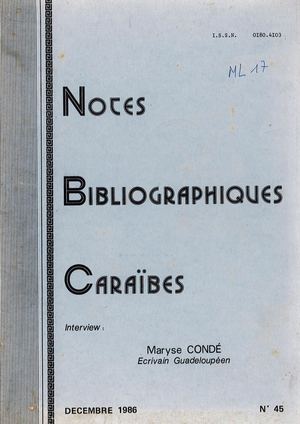 I.S.S.N. 0180.4103
ML 17
NOTES
BIBLIOGRAPHIQUES
CARAÏBES
Interview :
Maryse CONDÉ
Ecrivain Guadeloupéen
DECEMBRE 1986 N° 45